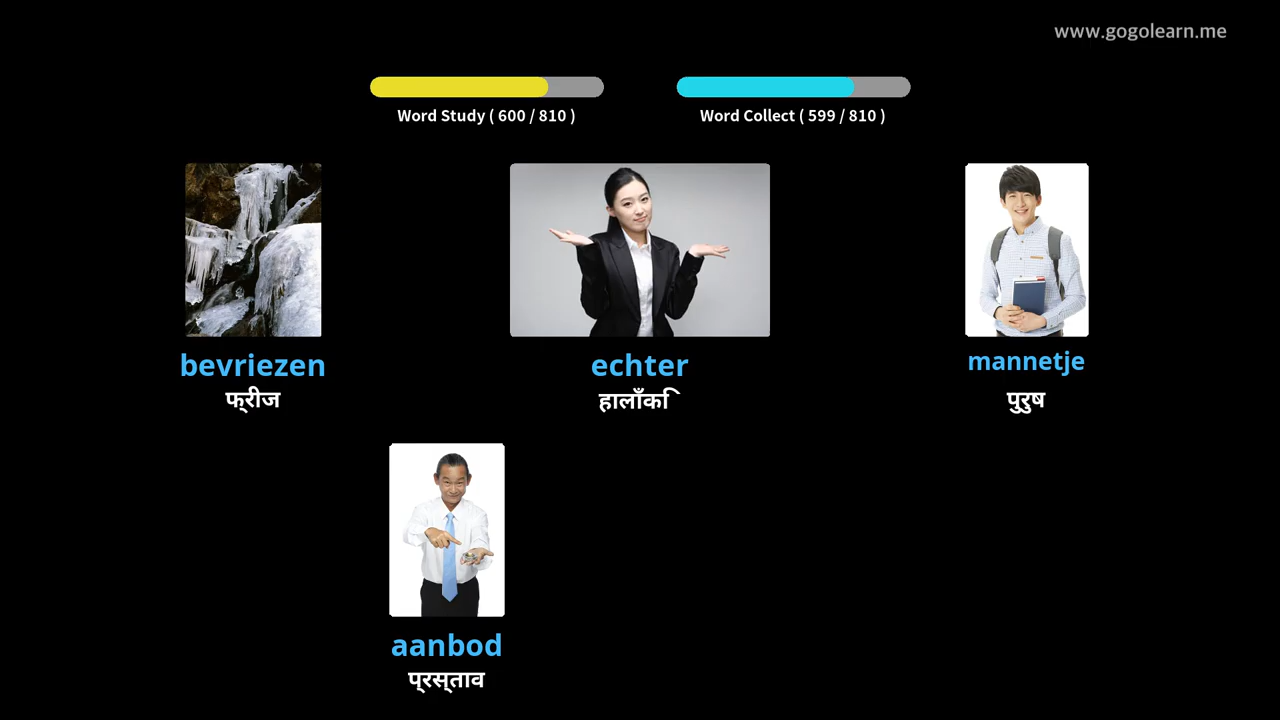 www.gogolearn.me
Word Study ( 600 / 810 )
Word Collect ( 599 / 810 )
bevriezen
फ्रीज
echter
हालाँकि
mannetje
पुरुष
aanbod
प्रस्ताव